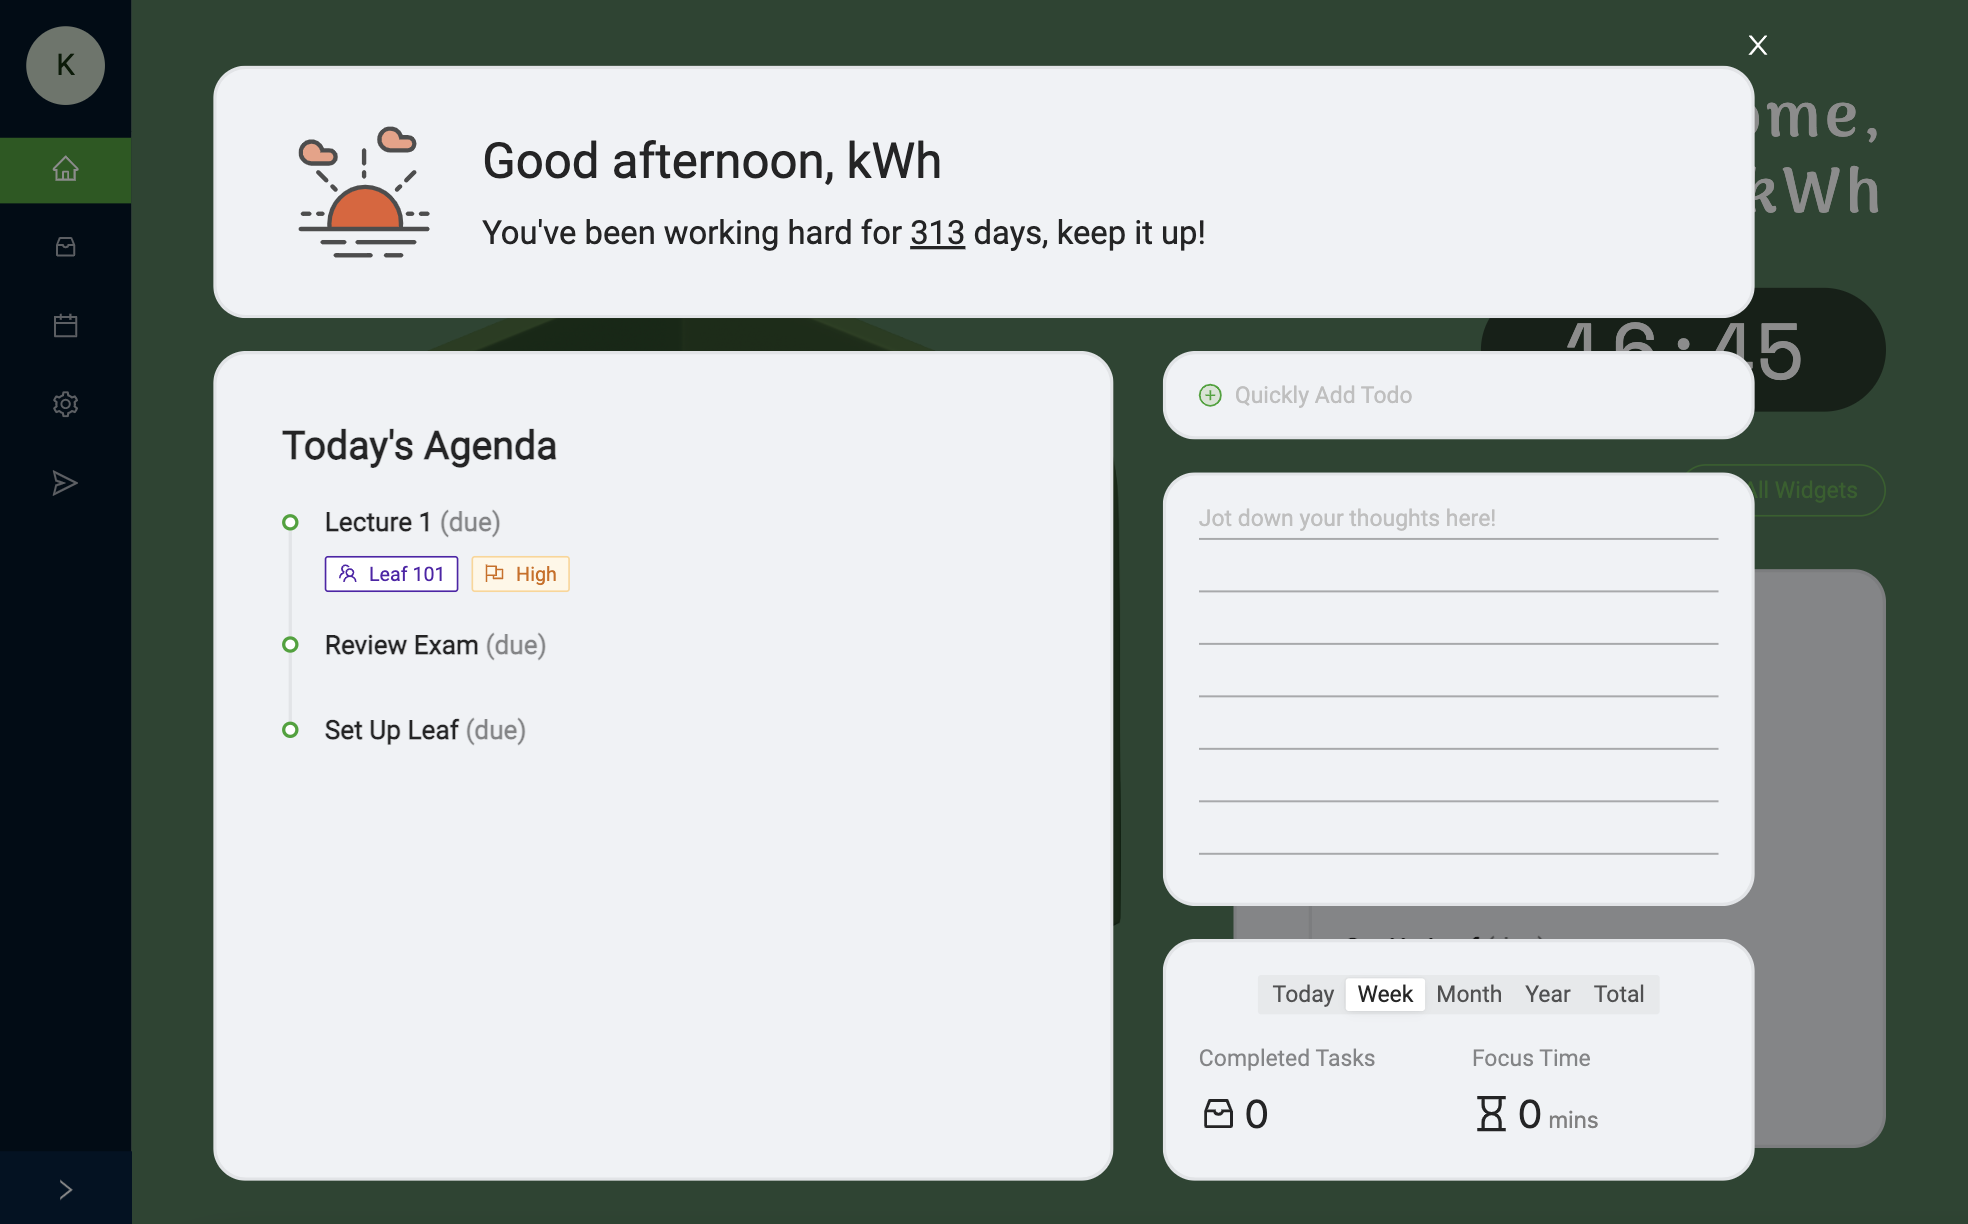 K
X
ome,
kWh
Good afternoon, kWh
You've been working hard for 313 days, keep it up!
16:45
Today's Agenda
Lecture 1 (due)
Leaf 101
High
Review Exam (due)
Set Up Leaf (due)
Quickly Add Todo
All Widgets
Jot down your thoughts here!
Today Week Month Year Total
Completed Tasks
Focus Time
0
0 mins